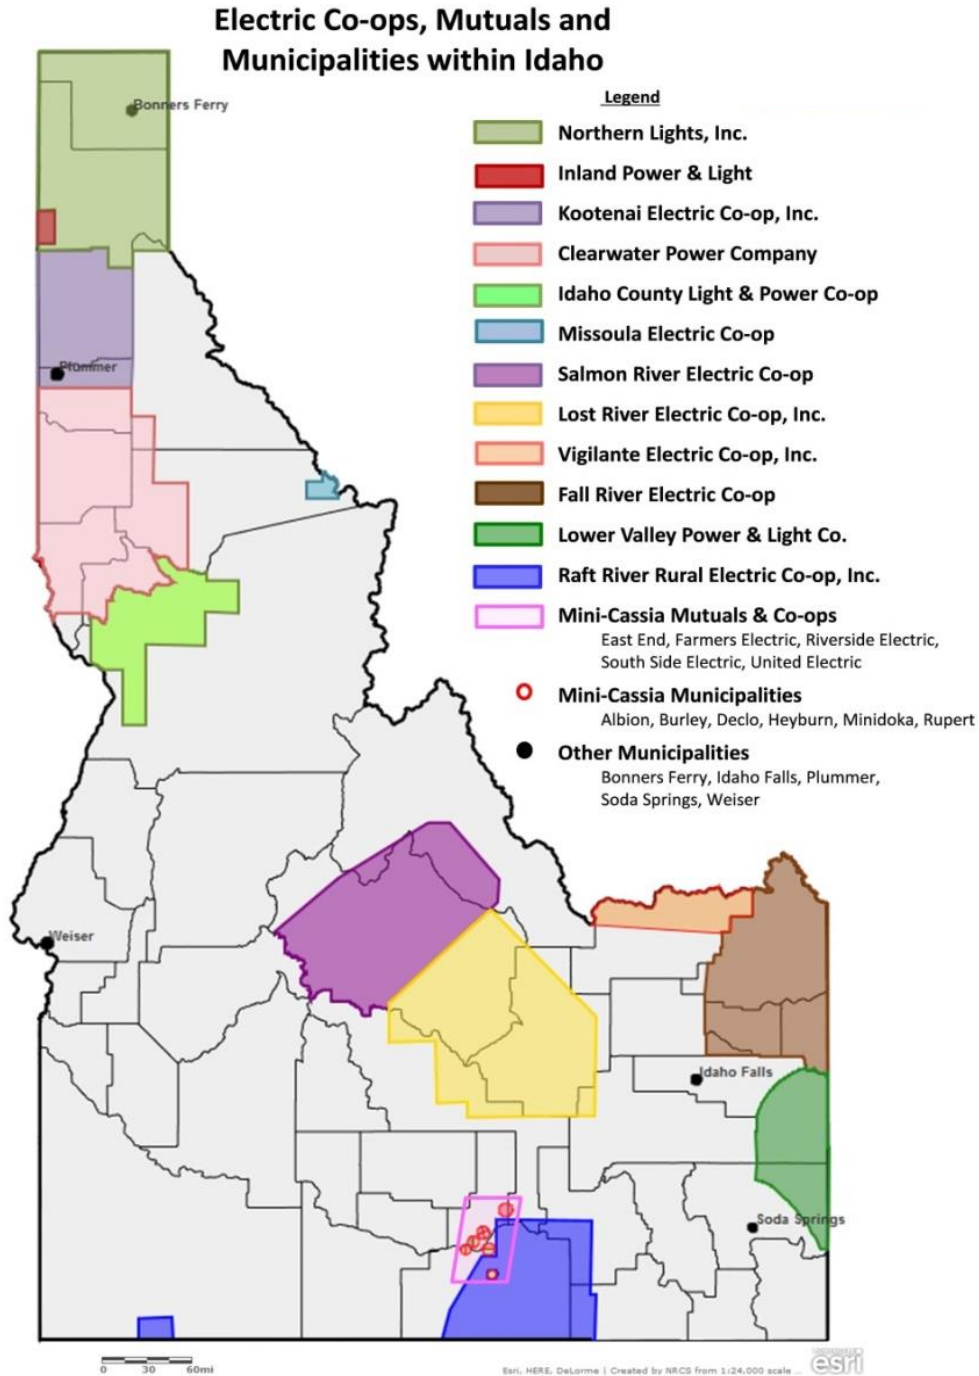 Electric Co-ops, Mutuals and
Municipalities within Idaho
Legend
Northern Lights, Inc.
Inland Power & Light
Kootenai Electric Co-op, Inc.
Clearwater Power Company
Idaho County Light & Power Co-op
Missoula Electric Co-op
Salmon River Electric Co-op
Lost River Electric Co-op, Inc.
Vigilante Electric Co-op, Inc.
Fall River Electric Co-op
Lower Valley Power & Light Co.
Raft River Rural Electric Co-op, Inc.
Mini-Cassia Mutuals & Co-ops
East End, Farmers Electric, Riverside Electric,
South Side Electric, United Electric
Mini-Cassia Municipalities
Albion, Burley, Declo, Heyburn, Minidoka, Rupert
Other Municipalities
Bonners Ferry, Idaho Falls, Plummer,
Soda Springs, Weiser
Bonners Ferry
Plummer
Weiser
Idaho Falls
Soda Springs
0 30 60mi
Esri, HERE, DeLorme | Created by NRCS from 1:24,000 scale ...
esri